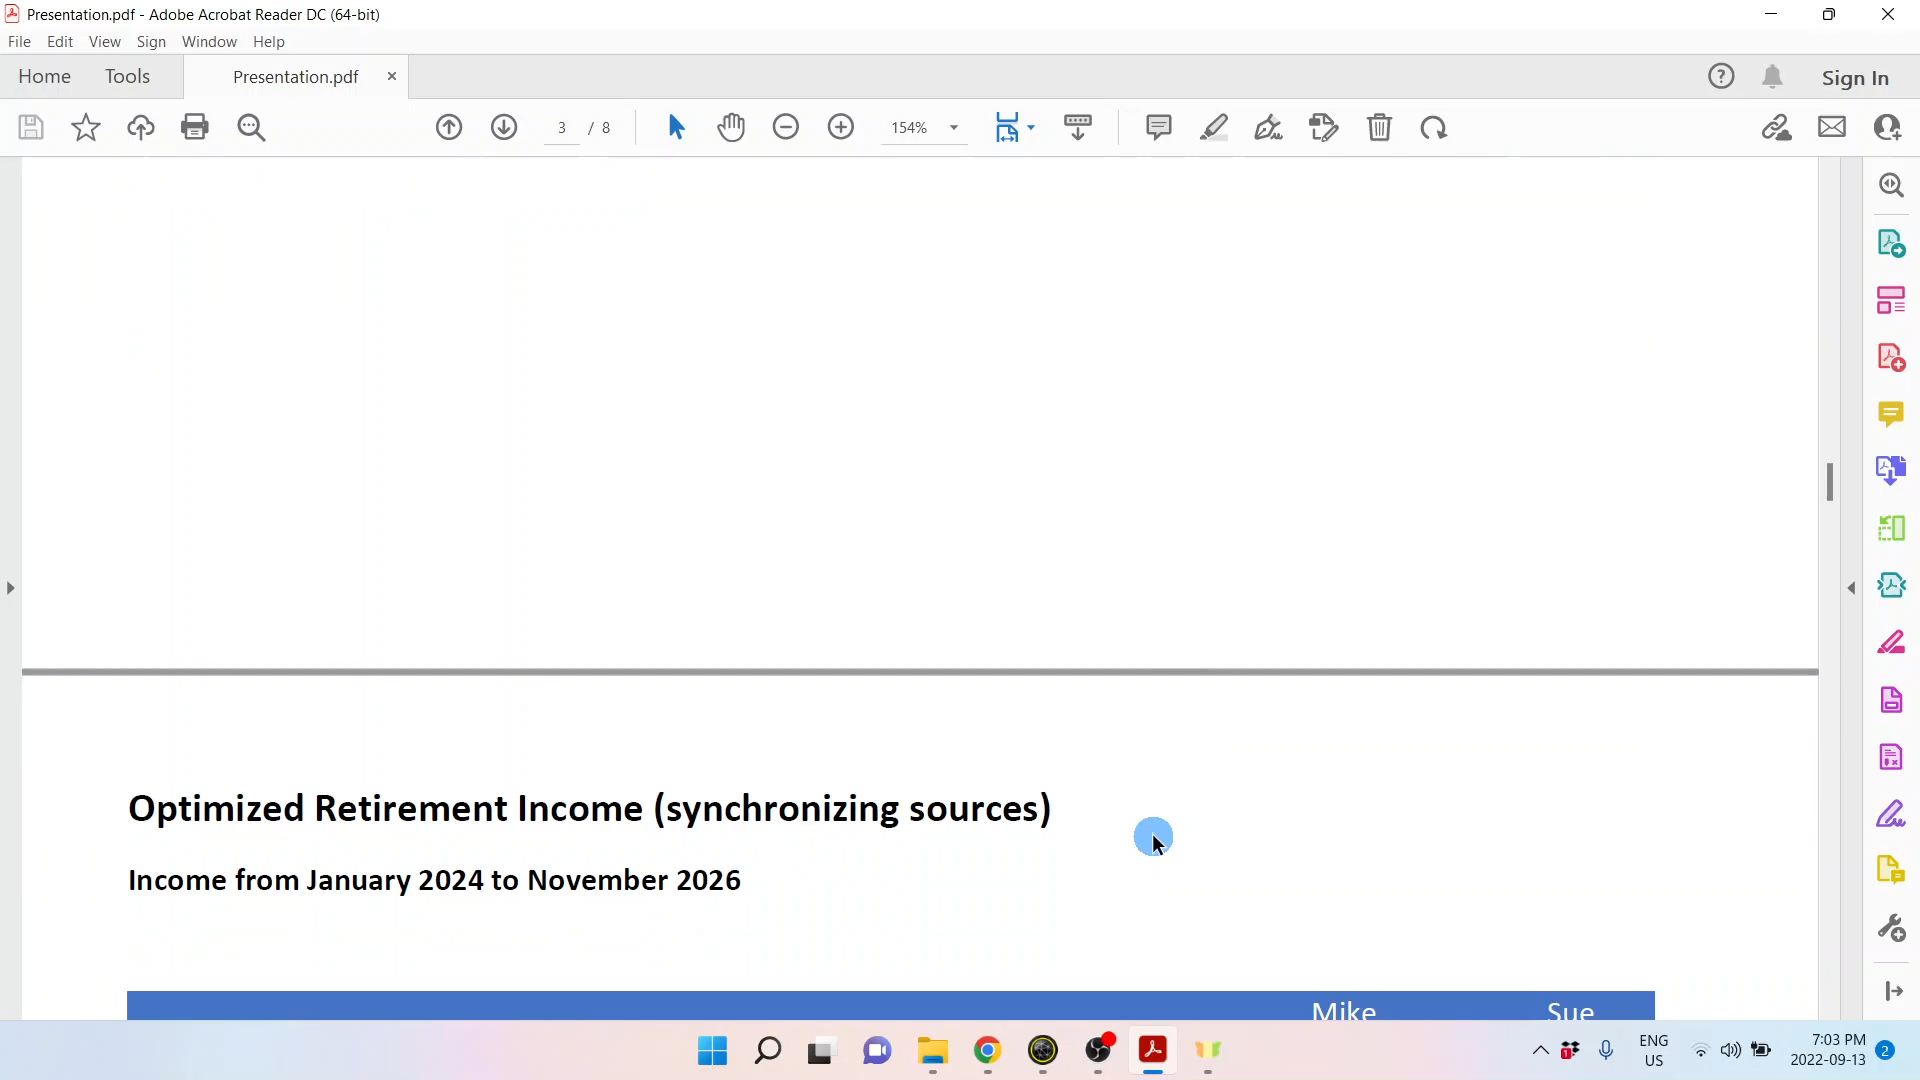 Presentation.pdf - Adobe Acrobat Reader DC (64-bit)
File Edit View Sign Window Help
Home Tools Presentation.pdf × Sign In
3 / 8 154%
Optimized Retirement Income (synchronizing sources)
Income from January 2024 to November 2026
Mike Sue
ENG 7:03 PM
US 2022-09-13 2
1